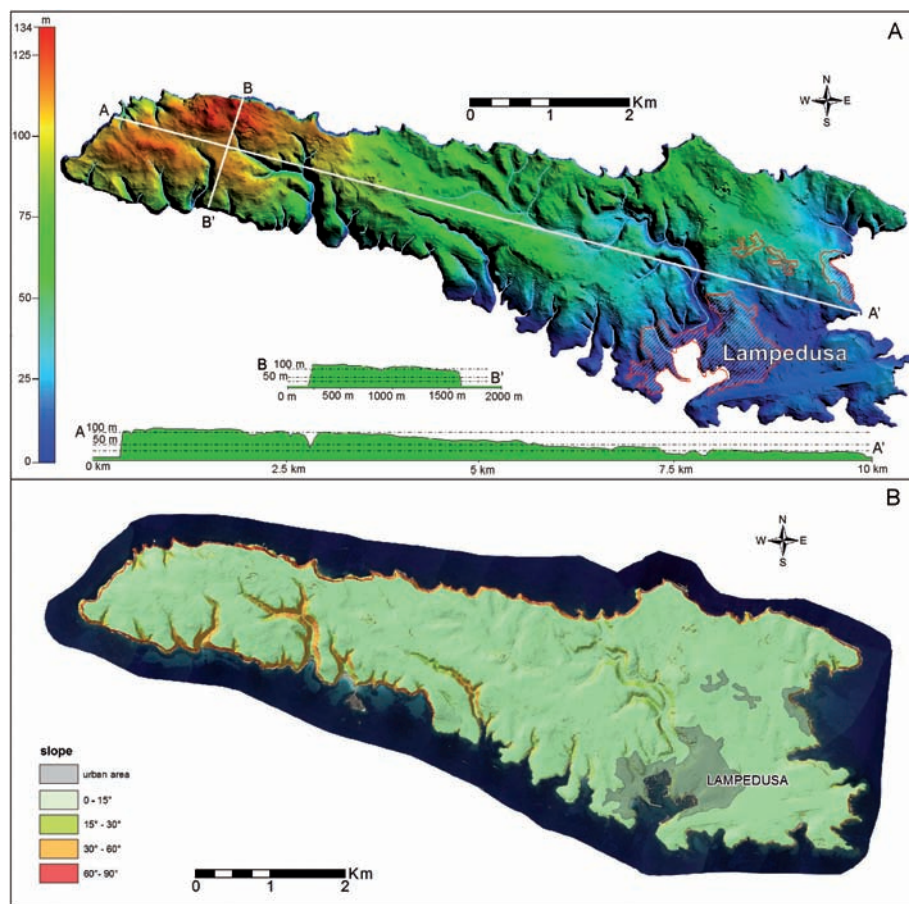 m
134
125
100
75
50
25
0
A
A
B
B'
A'
0 1 2 Km
N
W E
S
Lampedusa
B 100 m
50 m B'
0 m 500 m 1000 m 1500 m 2000 m
A 100 m
50 m A'
0 km 2.5 km 5 km 7.5 km 10 km
B
N
W E
S
LAMPEDUSA
slope
urban area
0 - 15°
15° - 30°
30° - 60°
60°- 90°
0 1 2 Km